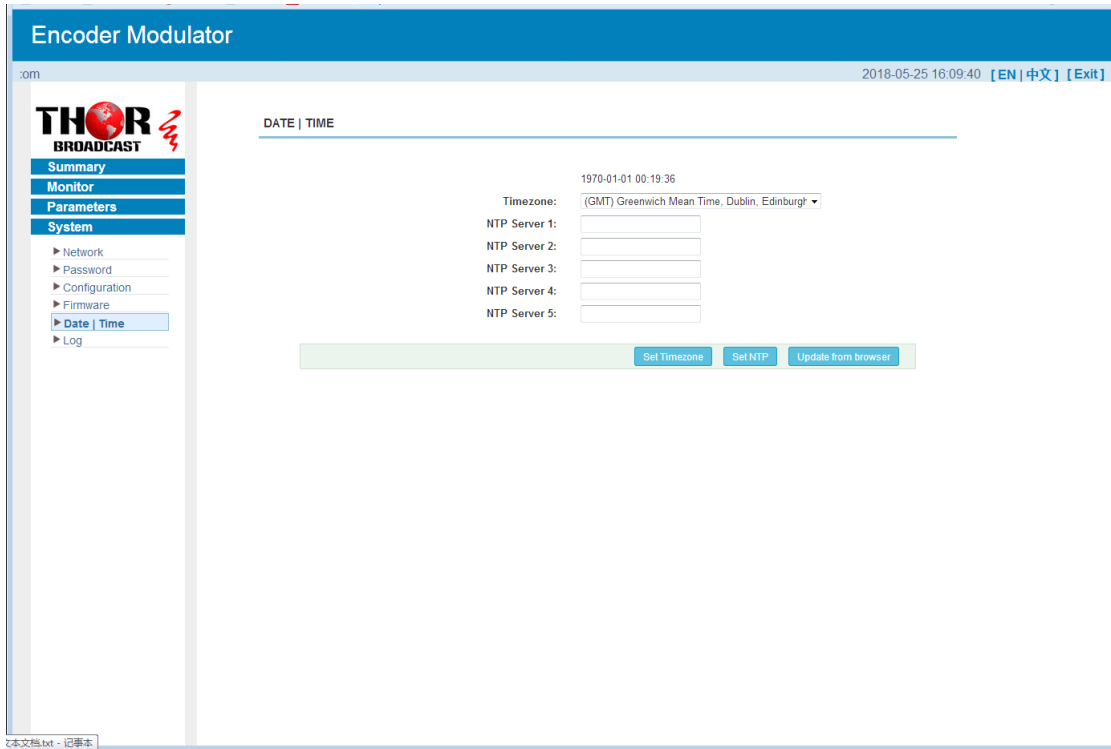 Encoder Modulator
:om
2018-05-25 16:09:40 [ EN | 中文 ] [ Exit ]
THOR
BROADCAST
Summary
Monitor
Parameters
System
Network
Password
Configuration
Firmware
Date | Time
Log
DATE | TIME
1970-01-01 00:19:36
Timezone: (GMT) Greenwich Mean Time, Dublin, Edinburgh
NTP Server 1:
NTP Server 2:
NTP Server 3:
NTP Server 4:
NTP Server 5:
Set Timezone Set NTP Update from browser
文本文档.txt - 记事本